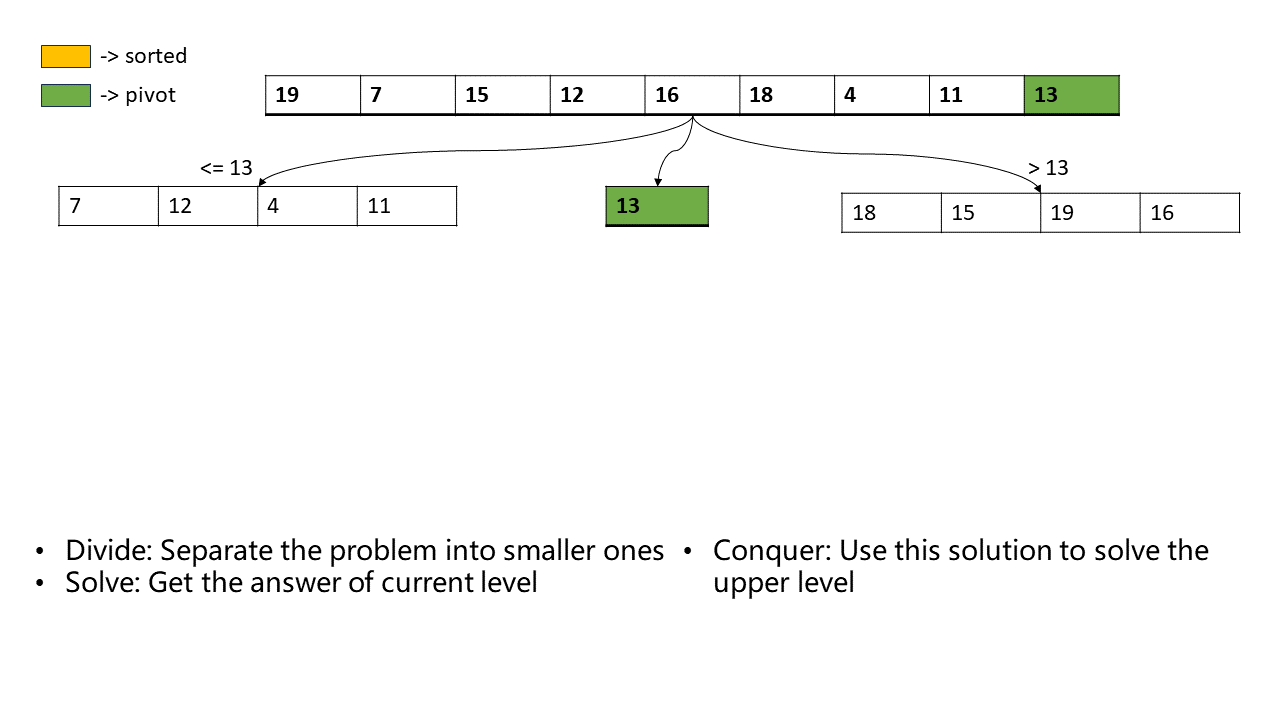 -> sorted
-> pivot
19 7 15 12 16 18 4 11 13
<= 13
> 13
7 12 4 11
13
18 15 19 16
• Divide: Separate the problem into smaller ones
• Solve: Get the answer of current level
• Conquer: Use this solution to solve the
upper level